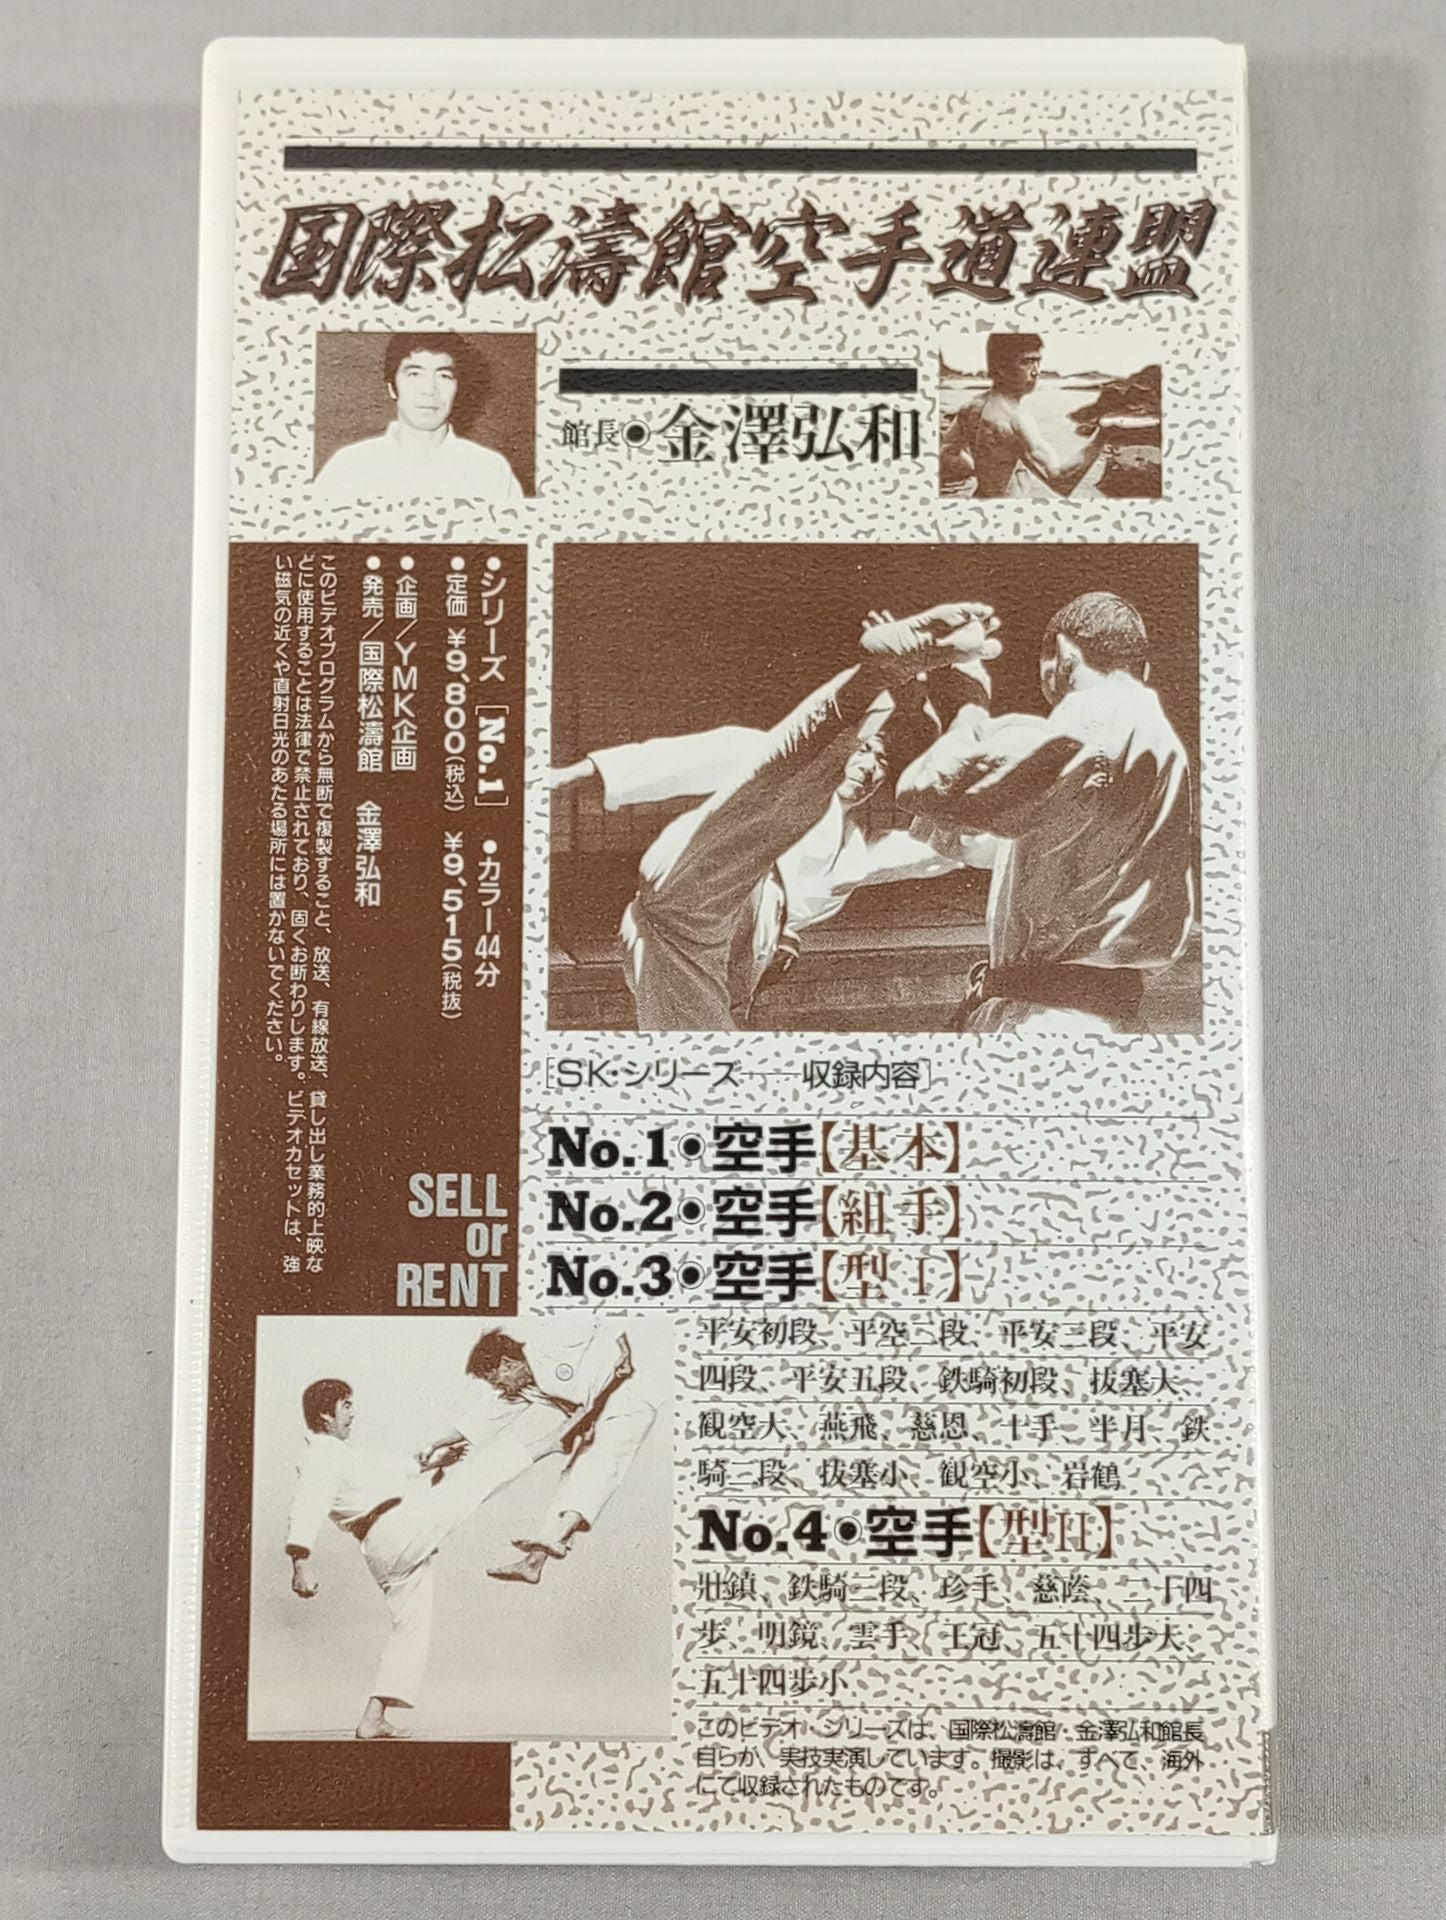 国際松濤館空手道連盟
館長●金澤弘和
●シリーズ［No.1］ ●カラー44分
●定価 ¥9,800(税込) ¥9,515(税抜)
●企画／YMK企画
●発売／国際松濤館 金澤弘和
このビデオプログラムから無断で複製すること、放送、有線放送、貸し出し業務的上映な
どに使用することは法律で禁止されており、固くお断わりします。ビデオカセットは、強
い磁気の近くや直射日光のあたる場所には置かないでください。
SELL
or
RENT
［SK・シリーズ──収録内容］
No.1●空手【基本】
No.2●空手【組手】
No.3●空手【型I】
平安初段、平空二段、平安三段、平安
四段、平安五段、鉄騎初段、抜塞大、
観空大、燕飛、慈恩、十手、半月、鉄
騎二段、抜塞小、観空小、岩鶴
No.4●空手【型II】
壯鎮、鉄騎三段、珍手、慈蔭、二十四
歩、明鏡、雲手、王冠、五十四歩大、
五十四歩小
このビデオ・シリーズは、国際松濤館・金澤弘和館長
自らが、実技実演しています。撮影は、すべて、海外
にて収録されたものです。